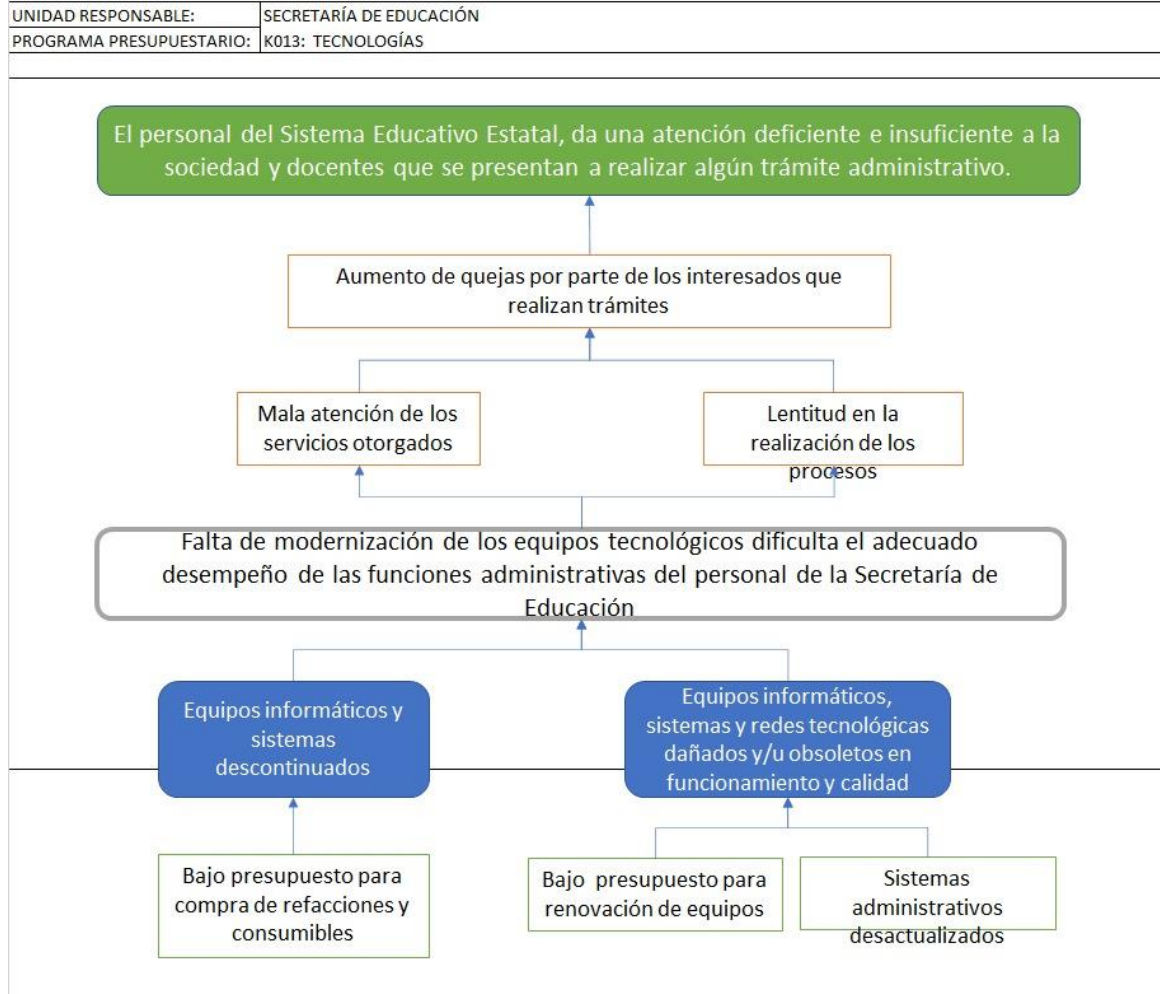 UNIDAD RESPONSABLE: SECRETARÍA DE EDUCACIÓN
PROGRAMA PRESUPUESTARIO: K013: TECNOLOGÍAS
El personal del Sistema Educativo Estatal, da una atención deficiente e insuficiente a la
sociedad y docentes que se presentan a realizar algún trámite administrativo.
Aumento de quejas por parte de los interesados que
realizan trámites
Mala atención de los
servicios otorgados
Lentitud en la
realización de los
procesos
Falta de modernización de los equipos tecnológicos dificulta el adecuado
desempeño de las funciones administrativas del personal de la Secretaría de
Educación
Equipos informáticos y
sistemas
descontinuados
Equipos informáticos,
sistemas y redes tecnológicas
dañados y/u obsoletos en
funcionamiento y calidad
Bajo presupuesto para
compra de refacciones y
consumibles
Bajo presupuesto para
renovación de equipos
Sistemas
administrativos
desactualizados